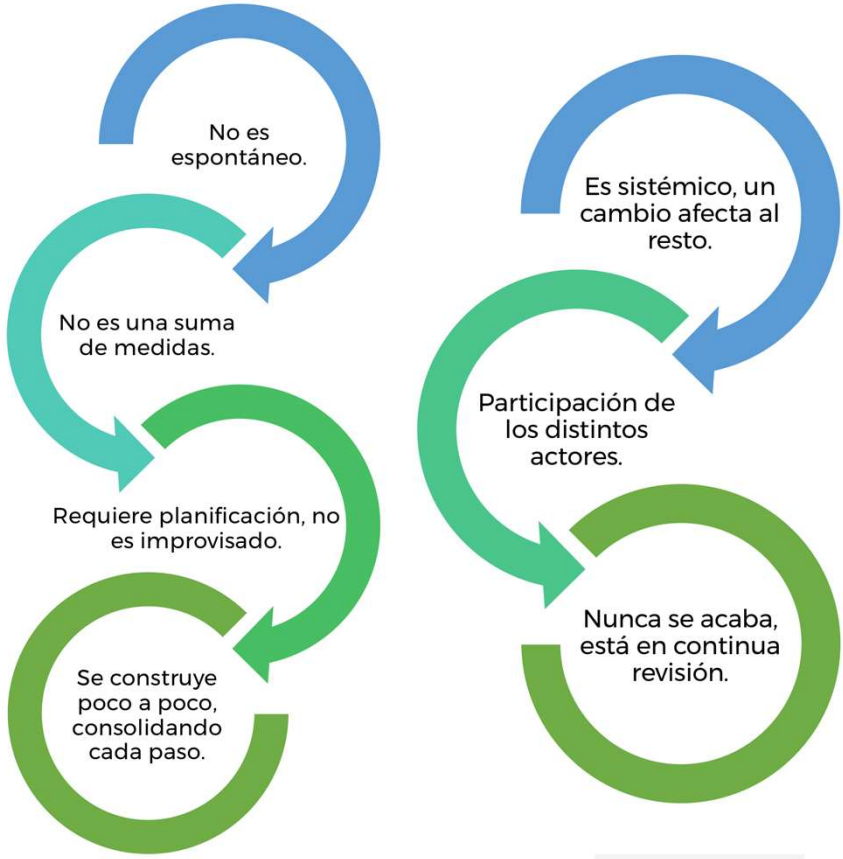 No es
espontáneo.
No es una suma
de medidas.
Requiere planificación, no
es improvisado.
Se construye
poco a poco,
consolidando
cada paso.
Es sistémico, un
cambio afecta al
resto.
Participación de
los distintos
actores.
Nunca se acaba,
está en continua
revisión.